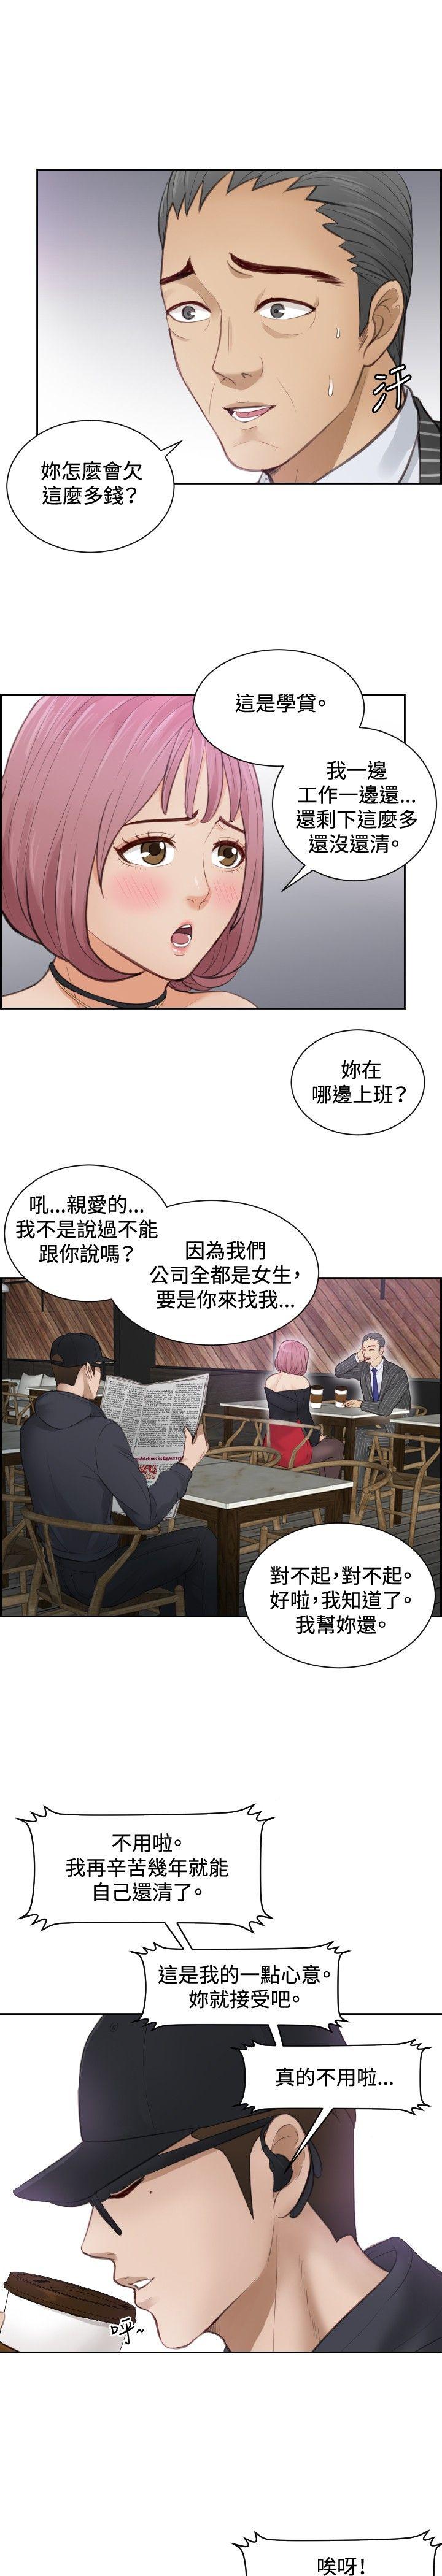 汗
妳怎麼會欠
這麼多錢？
這是學貸。
我一邊
工作一邊還…
還剩下這麼多
還沒還清。
妳在
哪邊上班？
吼…親愛的…
我不是說過不能
跟你說嗎？
因為我們
公司全都是女生，
要是你來找我…
對不起，對不起。
好啦，我知道了。
我幫妳還。
不用啦。
我再辛苦幾年就能
自己還清了。
這是我的一點心意。
妳就接受吧。
真的不用啦…
呼~
唉呀！